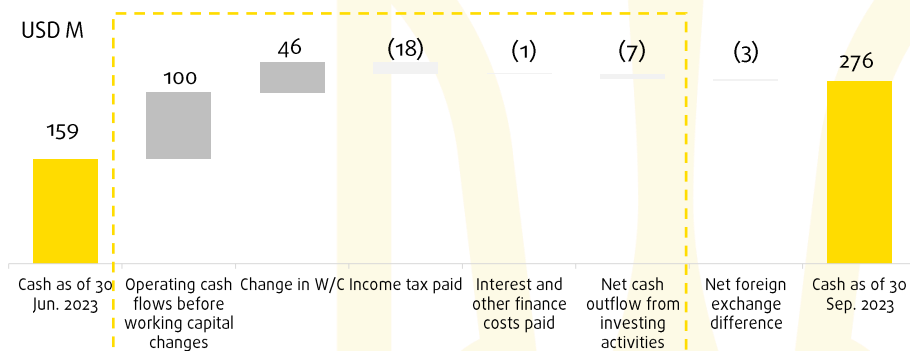 USD M
159
100
46
(18)
(1)
(7)
(3)
276
Cash as of 30
Jun. 2023
Operating cash
flows before
working capital
changes
Change in W/C
Income tax paid
Interest and
other finance
costs paid
Net cash
outflow from
investing
activities
Net foreign
exchange
difference
Cash as of 30
Sep. 2023